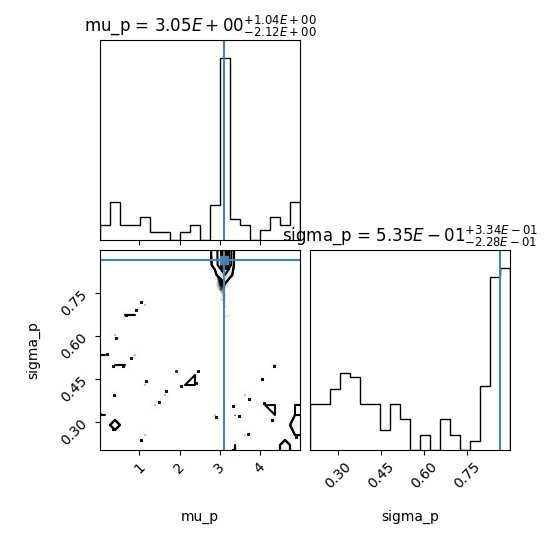 mu_p = 3.05E + 00+1.04E+00
−2.12E+00
sigma_p = 5.35E − 01+3.34E−01
−2.28E−01
sigma_p
0.75
0.60
0.45
0.30
1 2 3 4
0.30 0.45 0.60 0.75
mu_p sigma_p